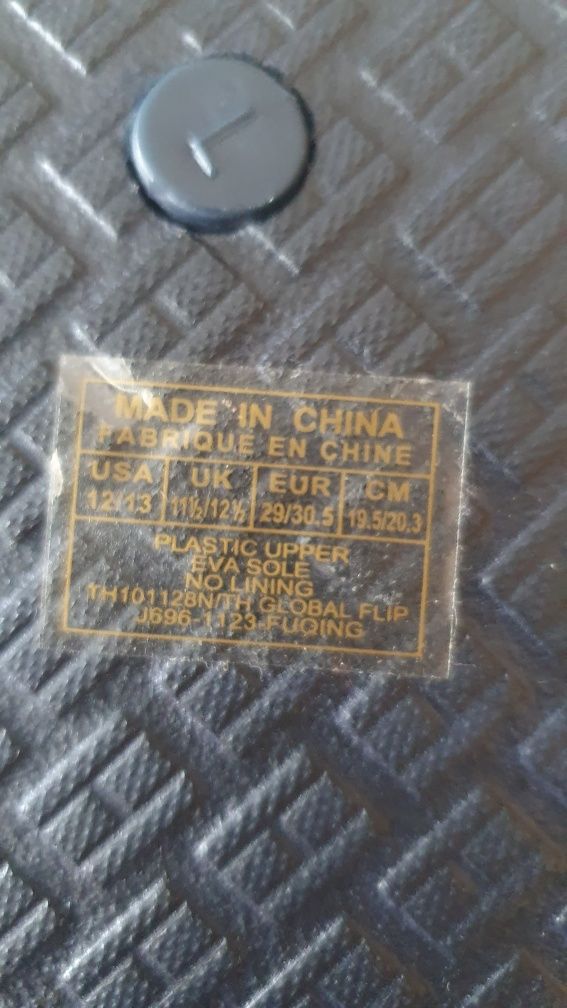 L
MADE IN CHINA
FABRIQUE EN CHINE
USA UK EUR CM
12/13 11½/12½ 29/30.5 19.5/20.3
PLASTIC UPPER
EVA SOLE
NO LINING
TH101128N/TH GLOBAL FLIP
J696-1123-FUQING